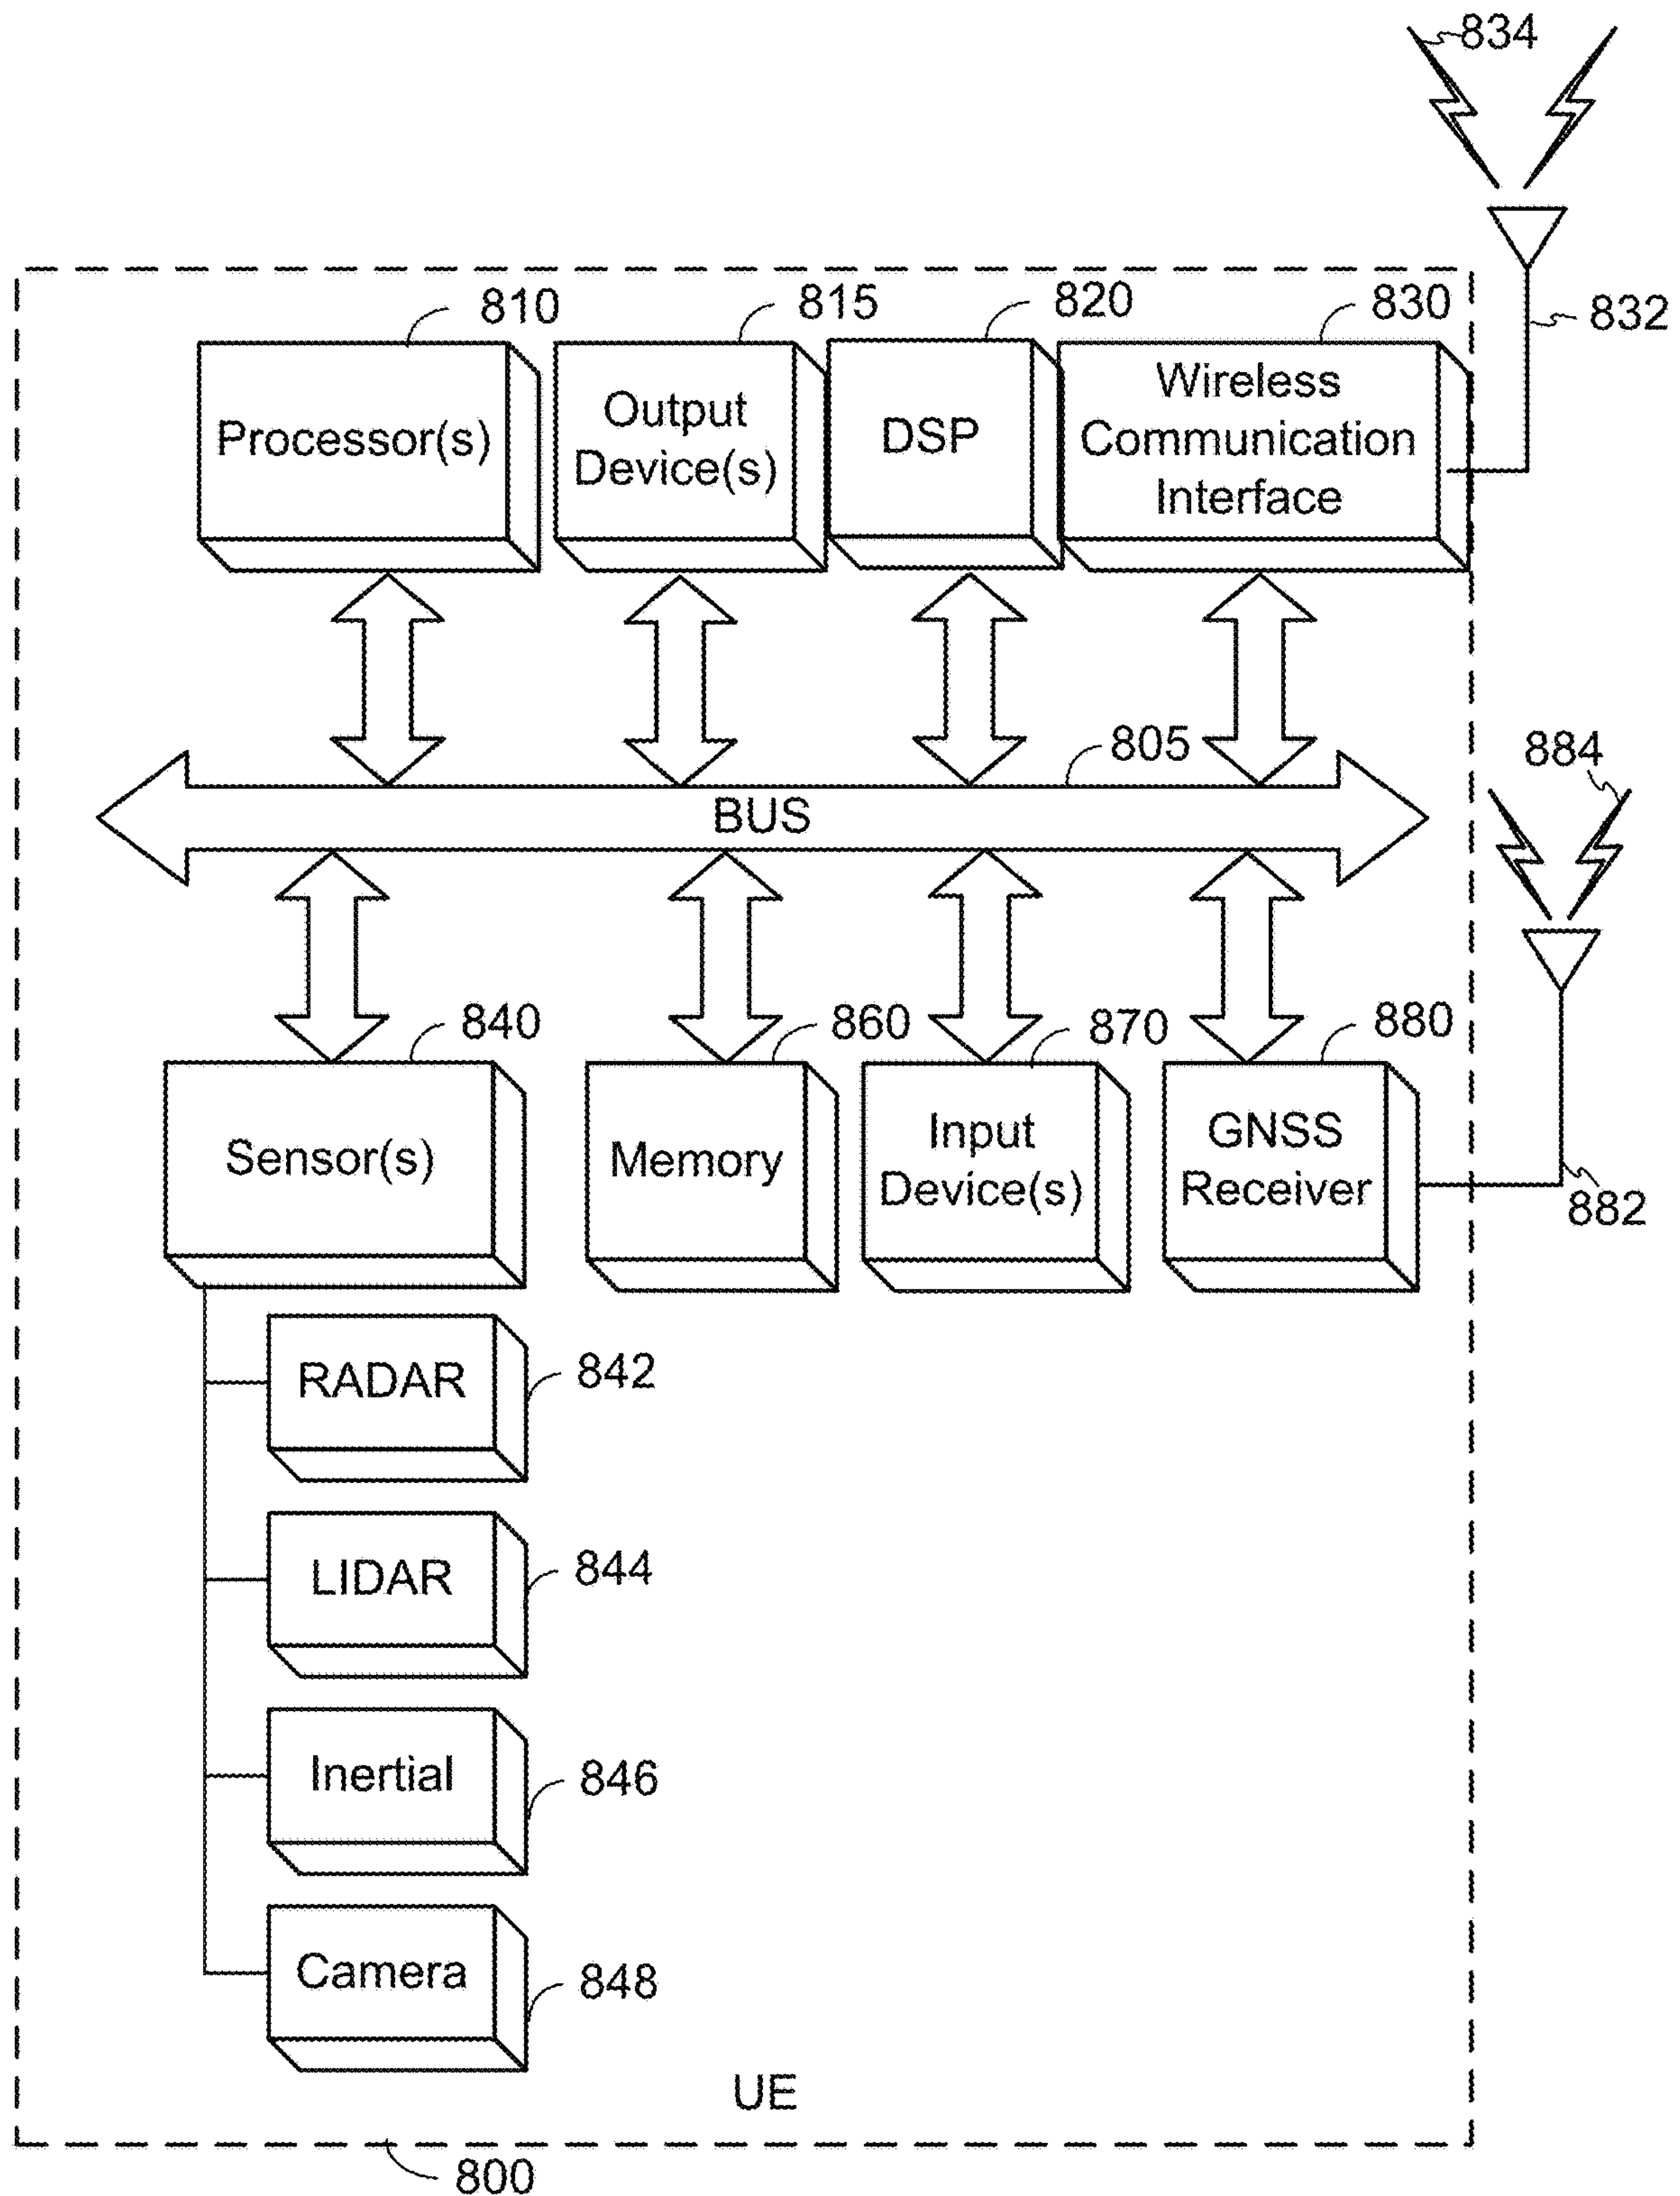 834
810
815
820
830
832
Processor(s)
Output
Device(s)
DSP
Wireless
Communication
Interface
805
BUS
884
840
860
870
880
Sensor(s)
Memory
Input
Device(s)
GNSS
Receiver
882
RADAR
842
LIDAR
844
Inertial
846
Camera
848
UE
800